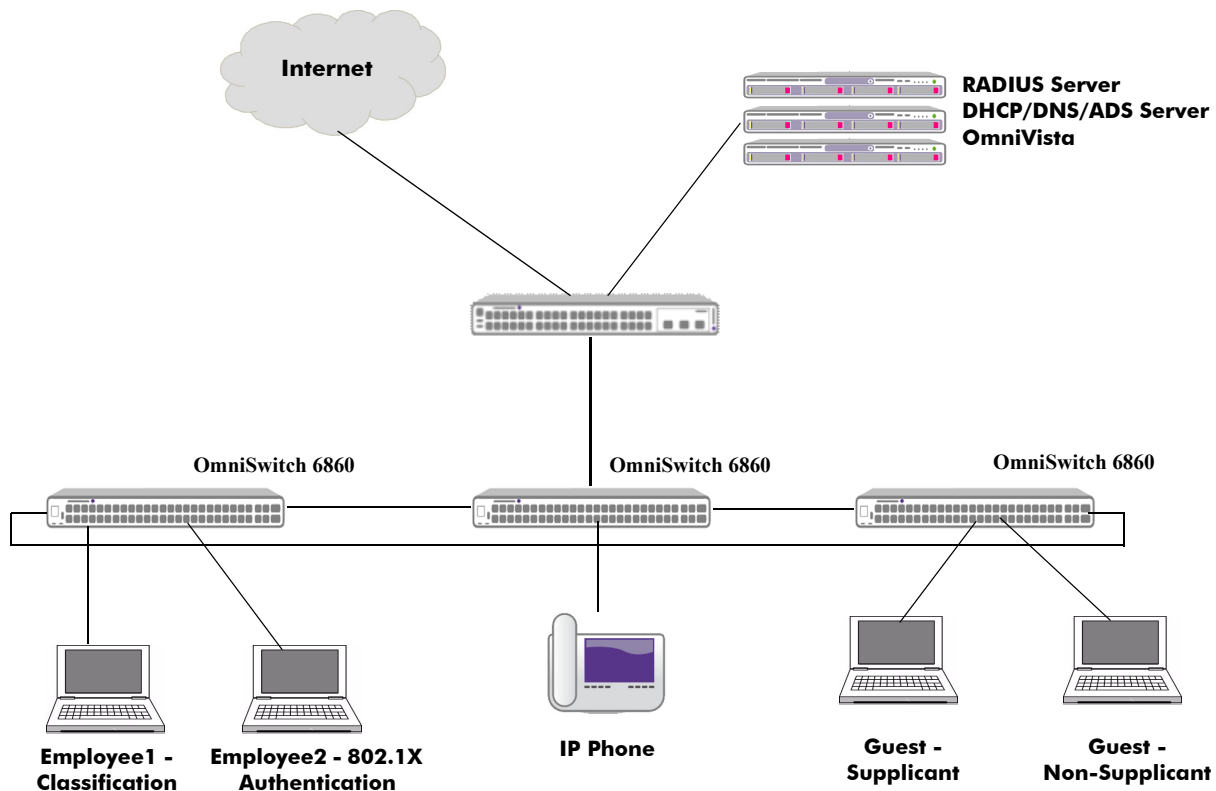 Internet
RADIUS Server
DHCP/DNS/ADS Server
OmniVista
OmniSwitch 6860
OmniSwitch 6860
OmniSwitch 6860
Employee1 -
Classification
Employee2 - 802.1X
Authentication
IP Phone
Guest -
Supplicant
Guest -
Non-Supplicant